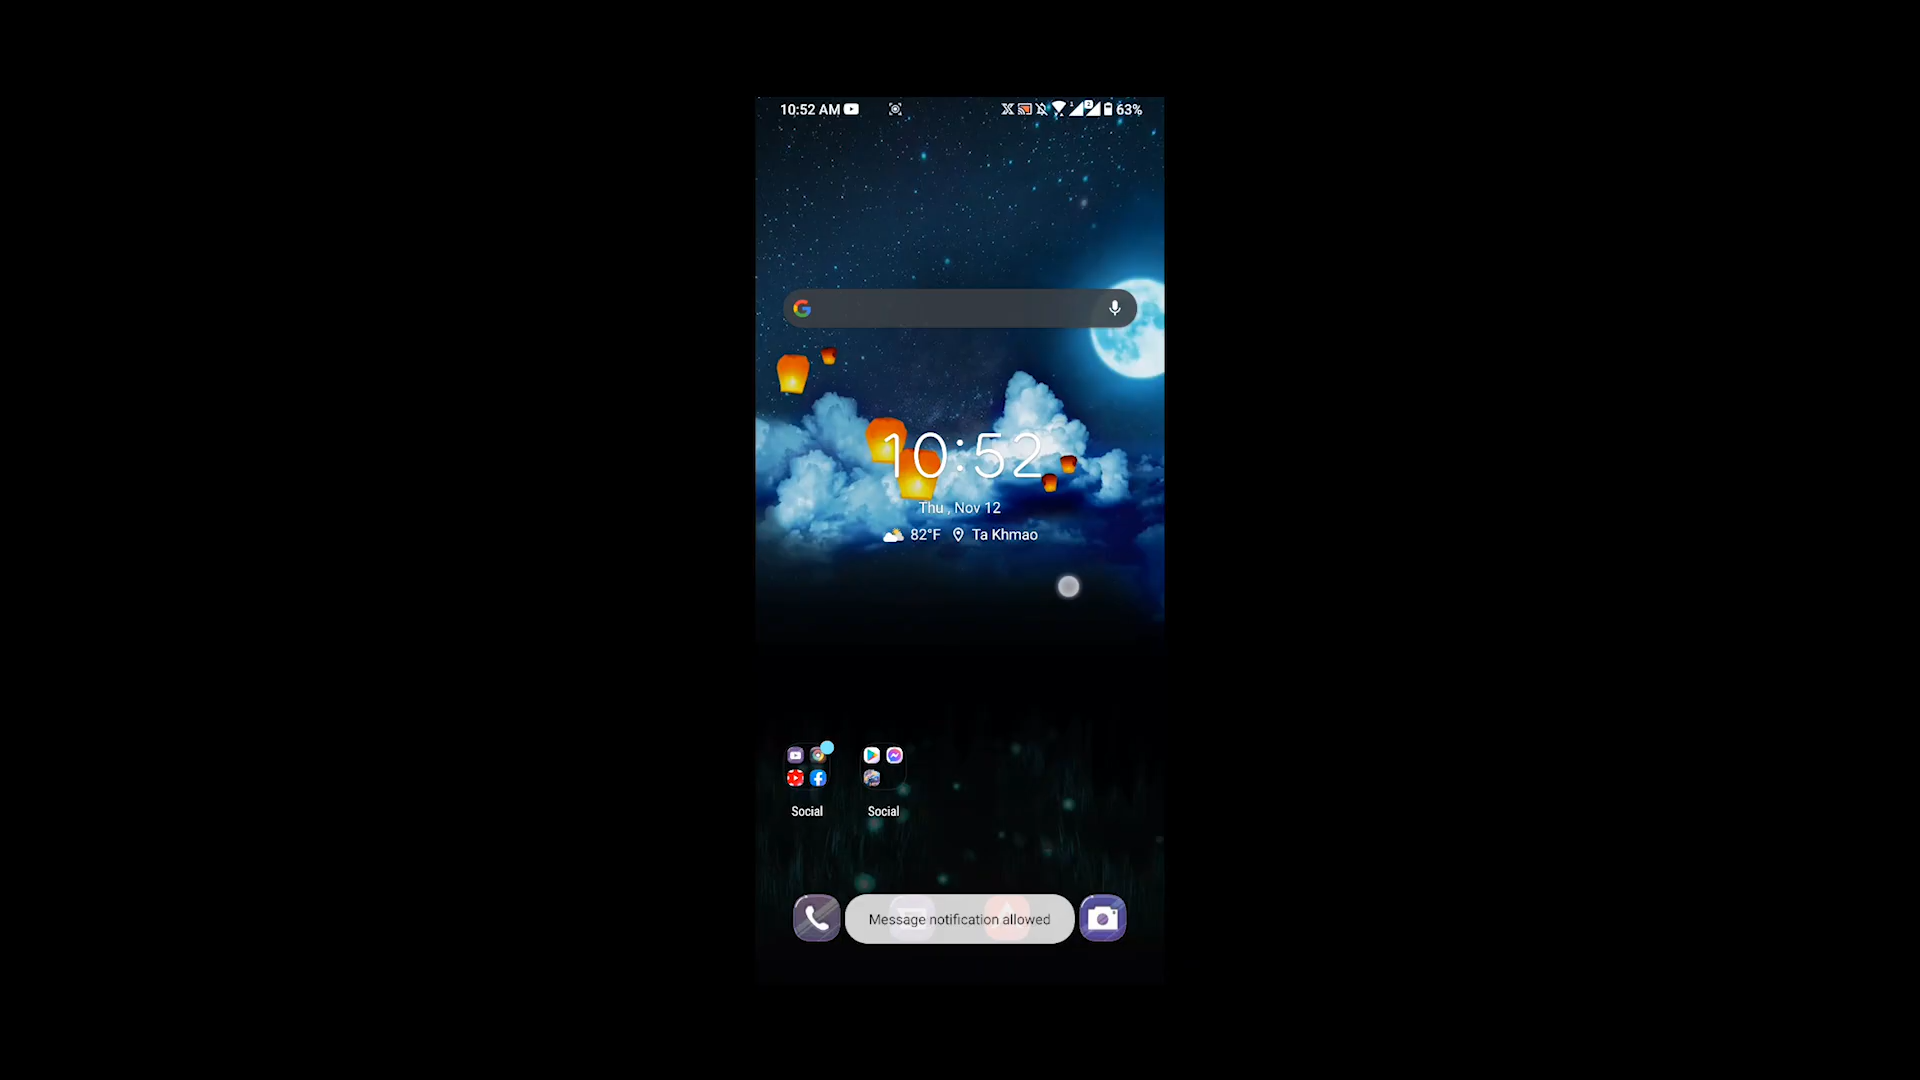 10:52 AM
63%
10:52
Thu , Nov 12
82°F Ta Khmao
Social
Social
Message notification allowed